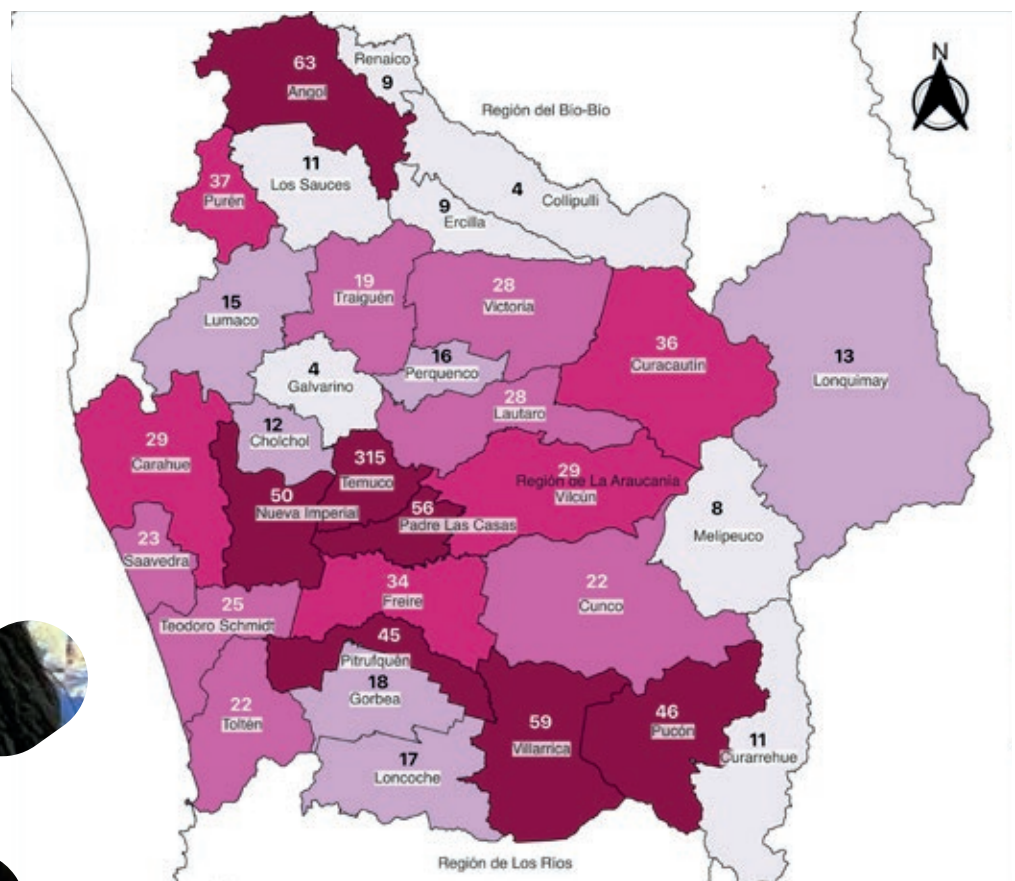 N
63
Angol
Renaico
9
Región del Bío-Bío
37
Purén
11
Los Sauces
9
Ercilla
4
Collipulli
15
Lumaco
19
Traiguén
28
Victoria
36
Curacautín
13
Lonquimay
4
Galvarino
16
Perquenco
28
Lautaro
12
Cholchol
29
Carahue
315
Temuco
50
Nueva Imperial
56
Padre Las Casas
29
Región de La Araucanía
Vilcún
8
Melipeuco
23
Saavedra
25
Teodoro Schmidt
34
Freire
22
Cunco
45
Pitrufquén
18
Gorbea
22
Toltén
59
Villarrica
46
Pucón
11
Curarrehue
17
Loncoche
Región de Los Ríos